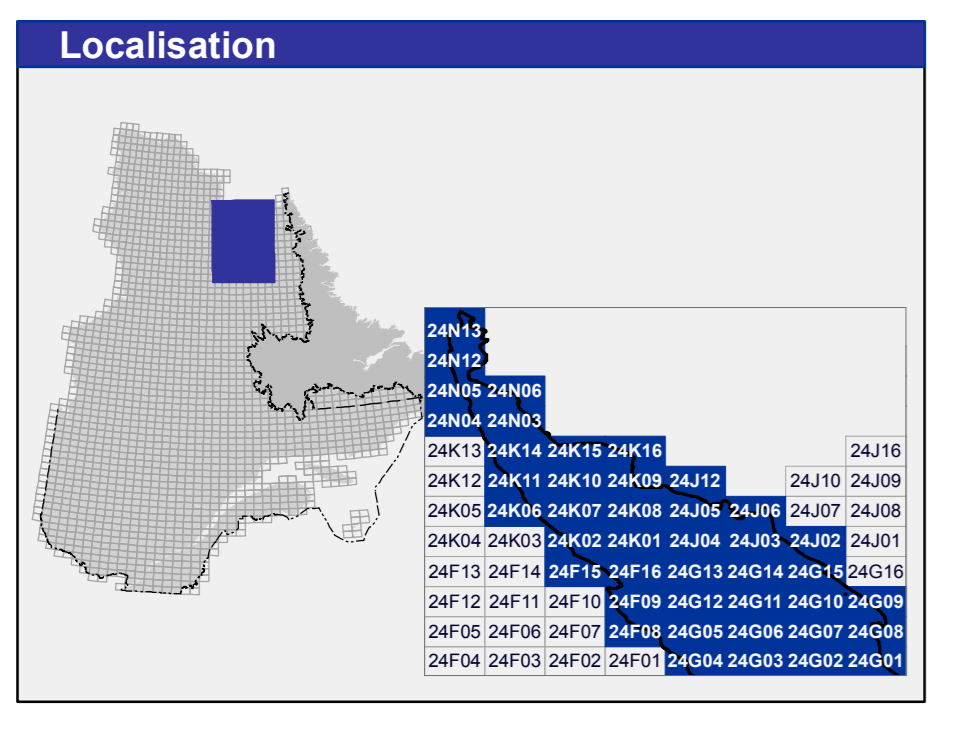 Localisation
24N13
24N12
24N05 24N06
24N04 24N03
24K13 24K14 24K15 24K16 24J16
24K12 24K11 24K10 24K09 24J12 24J10 24J09
24K05 24K06 24K07 24K08 24J05 24J06 24J07 24J08
24K04 24K03 24K02 24K01 24J04 24J03 24J02 24J01
24F13 24F14 24F15 24F16 24G13 24G14 24G15 24G16
24F12 24F11 24F10 24F09 24G12 24G11 24G10 24G09
24F05 24F06 24F07 24F08 24G05 24G06 24G07 24G08
24F04 24F03 24F02 24F01 24G04 24G03 24G02 24G01